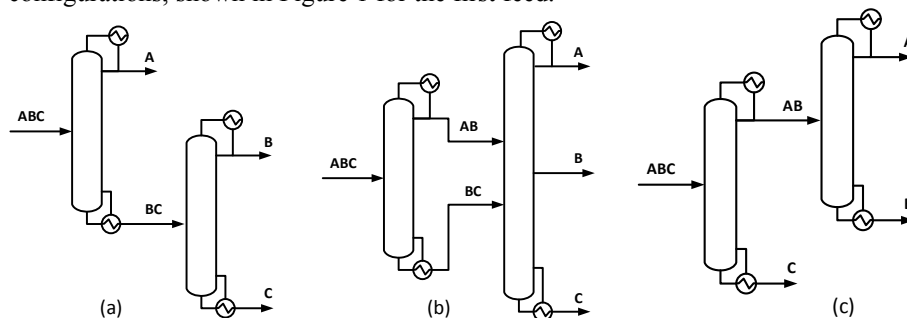 configurations, shown in Figure 1 for the first feed.
A
ABC
BC
B
C
(a)
ABC
AB
BC
A
B
C
(b)
ABC
AB
C
(c)